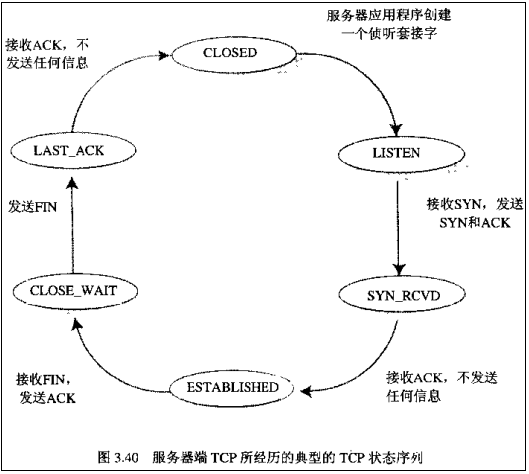 服务器应用程序创建
一个侦听套接字
接收ACK，不
发送任何信息
CLOSED
LAST_ACK
LISTEN
发送FIN
接收SYN，发送
SYN和ACK
CLOSE_WAIT
SYN_RCVD
接收FIN，
发送ACK
ESTABLISHED
接收ACK，不发送
任何信息
图 3.40 服务器端 TCP 所经历的典型的 TCP 状态序列